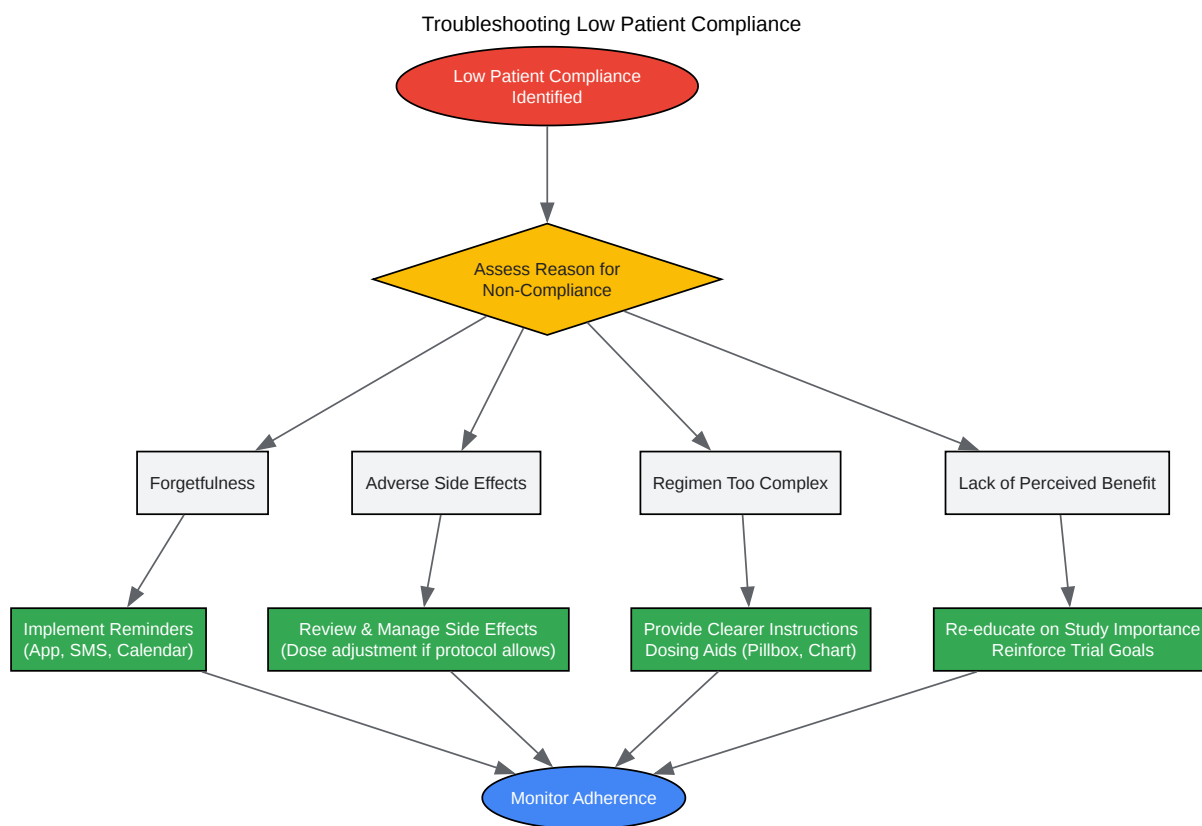 Troubleshooting Low Patient Compliance
Low Patient Compliance
Identified
Assess Reason for
Non-Compliance
Forgetfulness
Adverse Side Effects
Regimen Too Complex
Lack of Perceived Benefit
Implement Reminders
(App, SMS, Calendar)
Review & Manage Side Effects
(Dose adjustment if protocol allows)
Provide Clearer Instructions
Dosing Aids (Pillbox, Chart)
Re-educate on Study Importance
Reinforce Trial Goals
Monitor Adherence